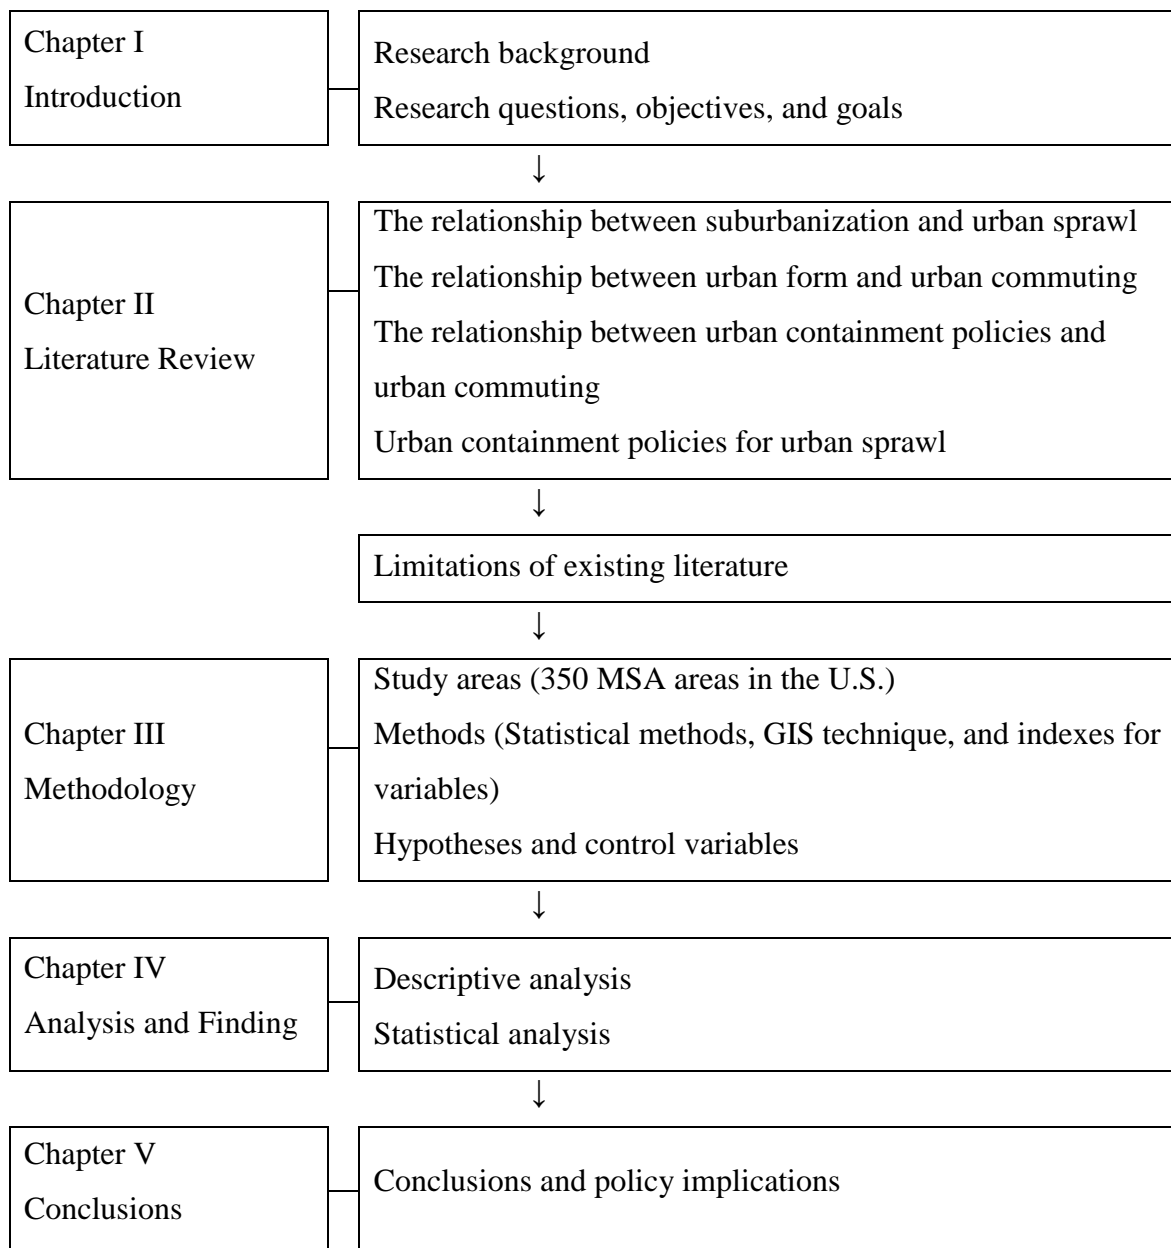 Chapter I
Introduction
Research background
Research questions, objectives, and goals
↓
Chapter II
Literature Review
The relationship between suburbanization and urban sprawl
The relationship between urban form and urban commuting
The relationship between urban containment policies and
urban commuting
Urban containment policies for urban sprawl
↓
Limitations of existing literature
↓
Chapter III
Methodology
Study areas (350 MSA areas in the U.S.)
Methods (Statistical methods, GIS technique, and indexes for
variables)
Hypotheses and control variables
↓
Chapter IV
Analysis and Finding
Descriptive analysis
Statistical analysis
↓
Chapter V
Conclusions
Conclusions and policy implications